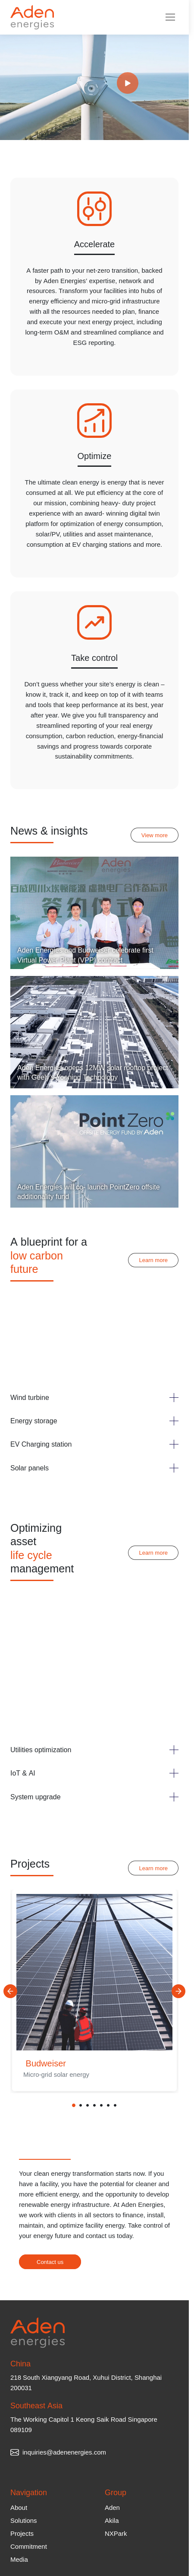 Aden
energies
Accelerate
A faster path to your net-zero transition, backed
by Aden Energies' expertise, network and
resources. Transform your facilities into hubs of
energy efficiency and micro-grid infrastructure
with all the resources needed to plan, finance
and execute your next energy project, including
long-term O&M and streamlined compliance and
ESG reporting.
Optimize
The ultimate clean energy is energy that is never
consumed at all. We put efficiency at the core of
our mission, combining heavy- duty project
experience with an award- winning digital twin
platform for optimization of energy consumption,
solar/PV, utilities and asset maintenance,
consumption at EV charging stations and more.
Take control
Don't guess whether your site's energy is clean –
know it, track it, and keep on top of it with teams
and tools that keep performance at its best, year
after year. We give you full transparency and
streamlined reporting of your real energy
consumption, carbon reduction, energy-financial
savings and progress towards corporate
sustainability commitments.
News & insights
View more
Aden Energies and Budweiser celebrate first
Virtual Power Plant (VPP) project
Aden Energies
12MW solar rooftop project
with Geely
PointZero
ENERGY FUND BY Aden
Aden Energies will co- launch PointZero offsite
additionality fund
A blueprint for a
low carbon
future
Learn more
Wind turbine
Energy storage
EV Charging station
Solar panels
Optimizing
asset
life cycle
management
Learn more
Utilities optimization
IoT & AI
System upgrade
Projects
Learn more
Budweiser
Micro-grid solar energy
Your clean energy transformation starts now. If you
have a facility, you have the potential for cleaner and
more efficient energy, and the opportunity to develop
renewable energy infrastructure. At Aden Energies,
we work with clients in all sectors to finance, install,
maintain, and optimize facility energy. Take control of
your energy future and contact us today.
Contact us
Aden
energies
China
218 South Xiangyang Road, Xuhui District, Shanghai
200031
Southeast Asia
The Working Capitol 1 Keong Saik Road Singapore
089109
inquiries@adenenergies.com
Navigation
About
Solutions
Projects
Commitment
Media
Group
Aden
Akila
NXPark